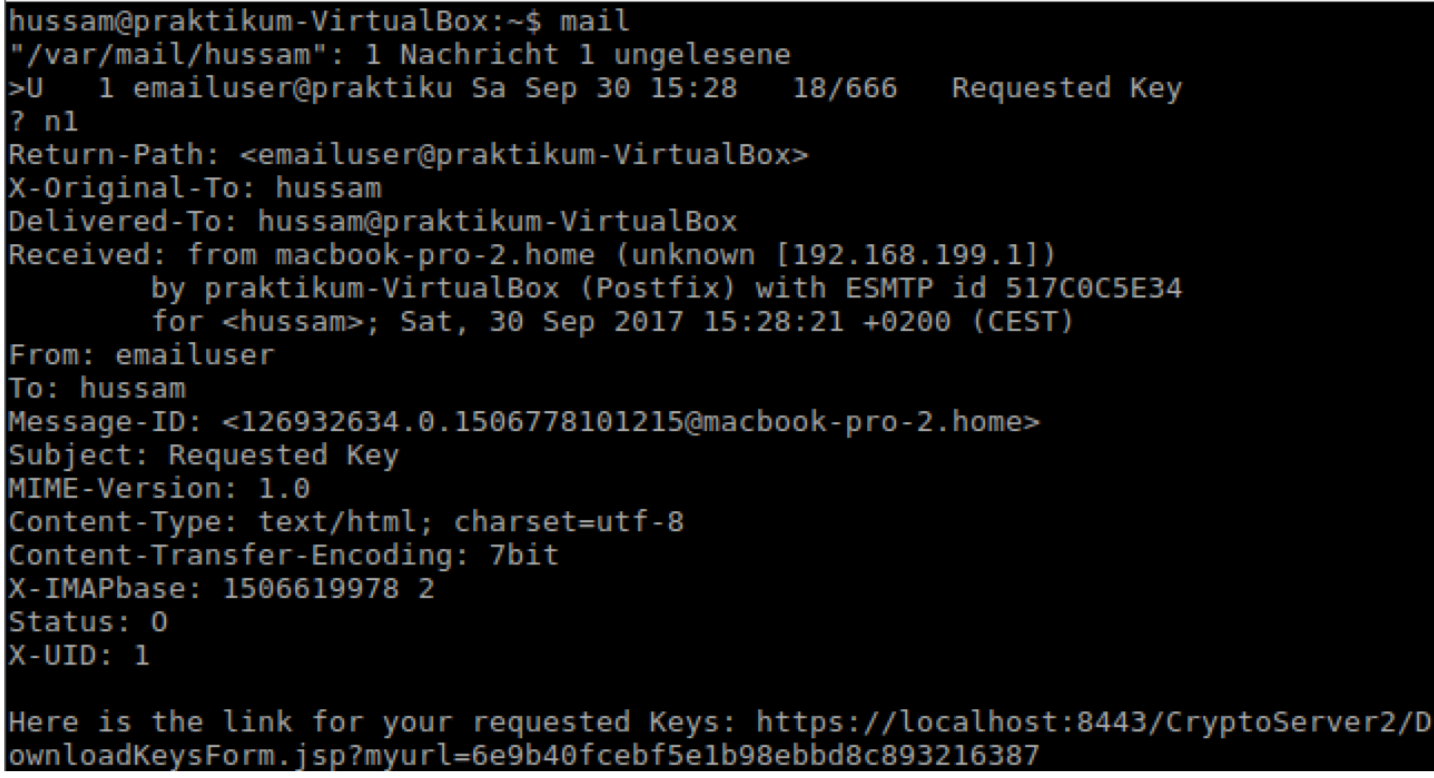 hussam@praktikum-VirtualBox:~$ mail
"/var/mail/hussam": 1 Nachricht 1 ungelesene
>U   1 emailuser@praktiku Sa Sep 30 15:28   18/666   Requested Key
? n1
Return-Path: <emailuser@praktikum-VirtualBox>
X-Original-To: hussam
Delivered-To: hussam@praktikum-VirtualBox
Received: from macbook-pro-2.home (unknown [192.168.199.1])
        by praktikum-VirtualBox (Postfix) with ESMTP id 517C0C5E34
        for <hussam>; Sat, 30 Sep 2017 15:28:21 +0200 (CEST)
From: emailuser
To: hussam
Message-ID: <126932634.0.1506778101215@macbook-pro-2.home>
Subject: Requested Key
MIME-Version: 1.0
Content-Type: text/html; charset=utf-8
Content-Transfer-Encoding: 7bit
X-IMAPbase: 1506619978 2
Status: O
X-UID: 1

Here is the link for your requested Keys: https://localhost:8443/CryptoServer2/D
ownloadKeysForm.jsp?myurl=6e9b40fcebf5e1b98ebbd8c893216387